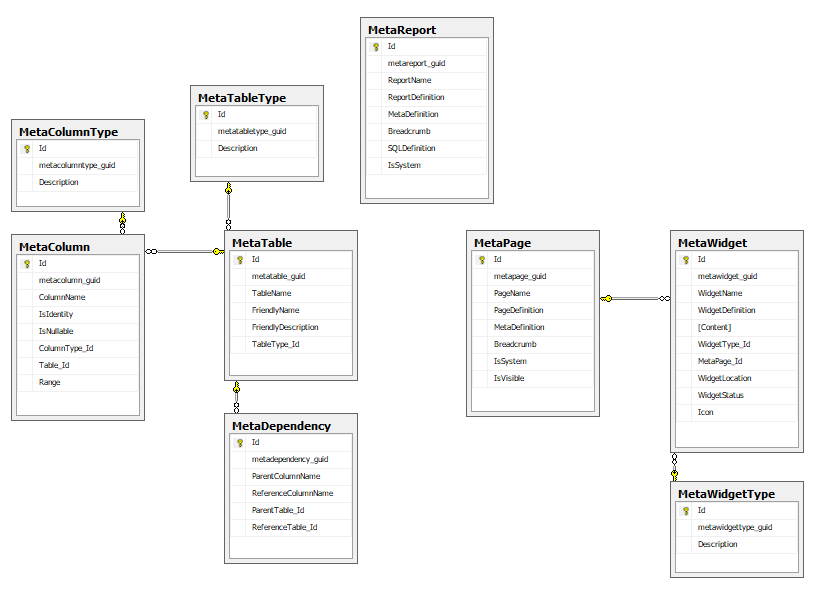 MetaReport
Id
metareport_guid
ReportName
ReportDefinition
MetaDefinition
Breadcrumb
SQLDefinition
IsSystem
MetaTableType
Id
metatabletype_guid
Description
MetaColumnType
Id
metacolumntype_guid
Description
MetaColumn
Id
metacolumn_guid
ColumnName
IsIdentity
IsNullable
ColumnType_Id
Table_Id
Range
MetaTable
Id
metatable_guid
TableName
FriendlyName
FriendlyDescription
TableType_Id
MetaDependency
Id
metadependency_guid
ParentColumnName
ReferenceColumnName
ParentTable_Id
ReferenceTable_Id
MetaPage
Id
metapage_guid
PageName
PageDefinition
MetaDefinition
Breadcrumb
IsSystem
IsVisible
MetaWidget
Id
metawidget_guid
WidgetName
WidgetDefinition
[Content]
WidgetType_Id
MetaPage_Id
WidgetLocation
WidgetStatus
Icon
MetaWidgetType
Id
metawidgettype_guid
Description